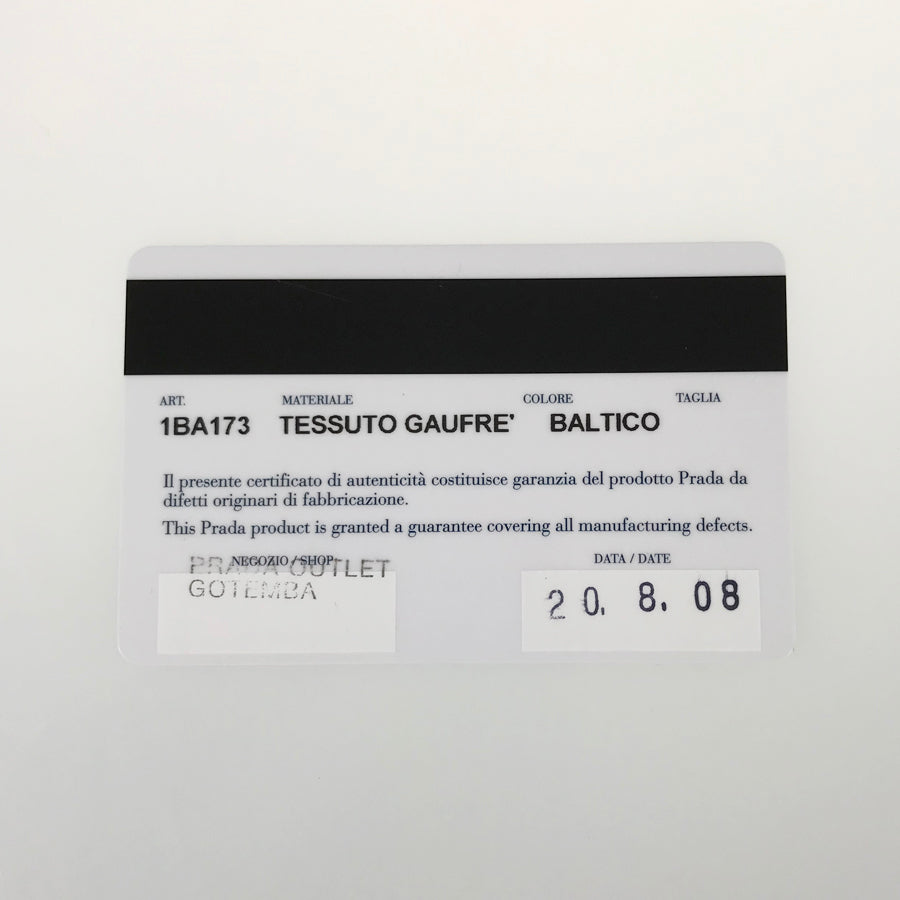 ART. MATERIALE COLORE TAGLIA
1BA173 TESSUTO GAUFRE' BALTICO
Il presente certificato di autenticità costituisce garanzia del prodotto Prada da
difetti originari di fabbricazione.
This Prada product is granted a guarantee covering all manufacturing defects.
NEGOZIO / SHOP DATA / DATE
PRADA OUTLET
GOTEMBA
20. 8. 08